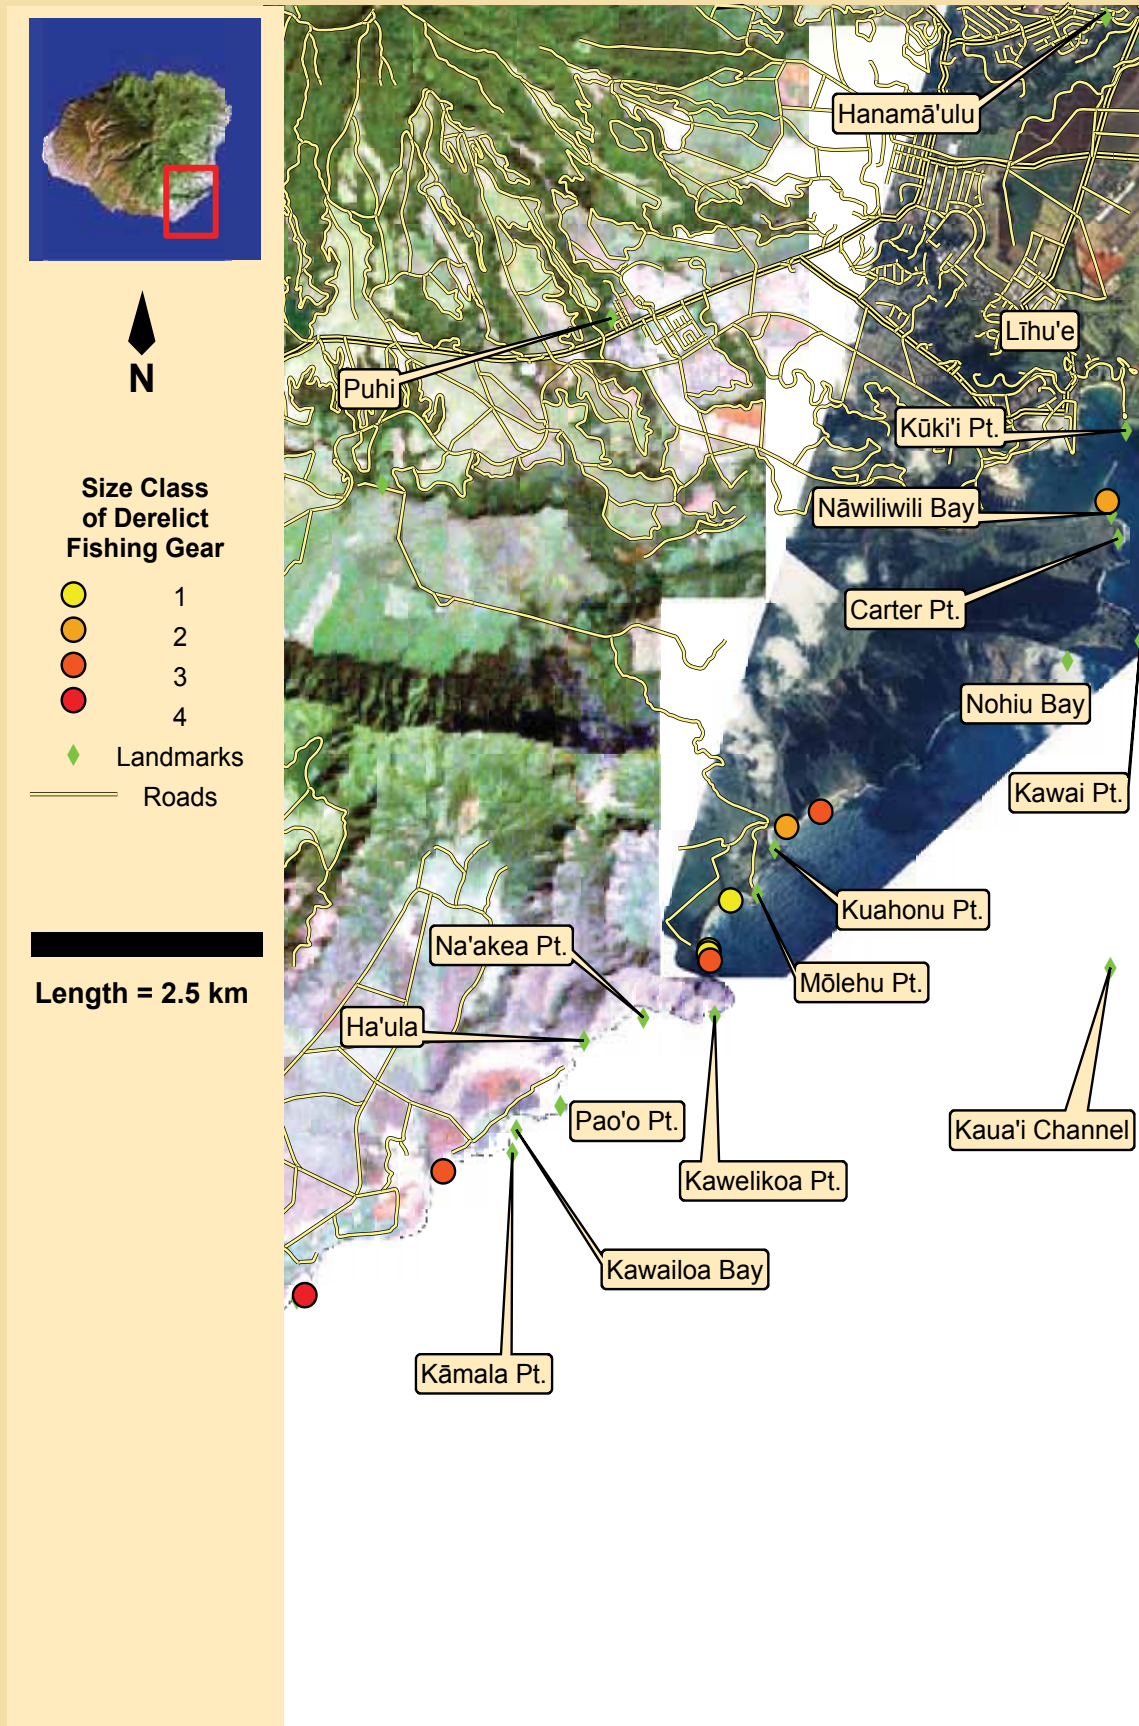 N
Size Class
of Derelict
Fishing Gear
1
2
3
4
Landmarks
Roads
Length = 2.5 km
Hanamā'ulu
Līhu'e
Puhi
Kūki'i Pt.
Nāwiliwili Bay
Carter Pt.
Nohiu Bay
Kawai Pt.
Kuahonu Pt.
Na'akea Pt.
Mōlehu Pt.
Ha'ula
Pao'o Pt.
Kaua'i Channel
Kawelikoa Pt.
Kawailoa Bay
Kāmala Pt.